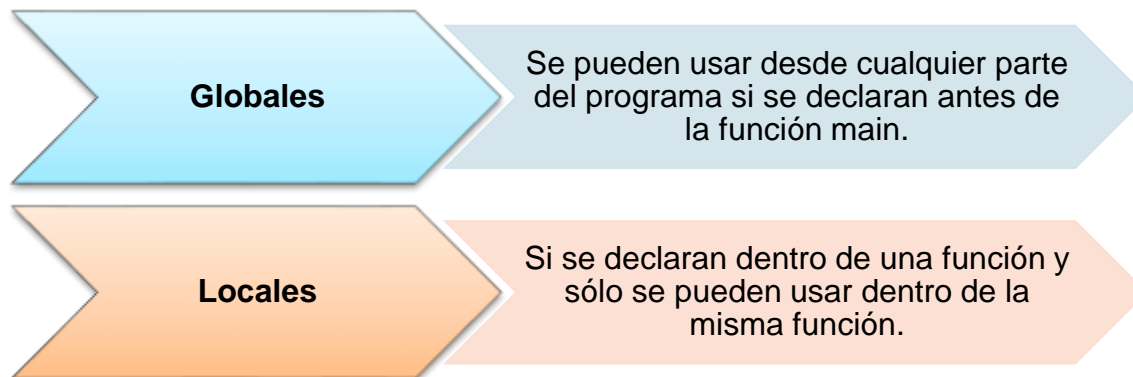 Globales
Se pueden usar desde cualquier parte
del programa si se declaran antes de
la función main.
Locales
Si se declaran dentro de una función y
sólo se pueden usar dentro de la
misma función.